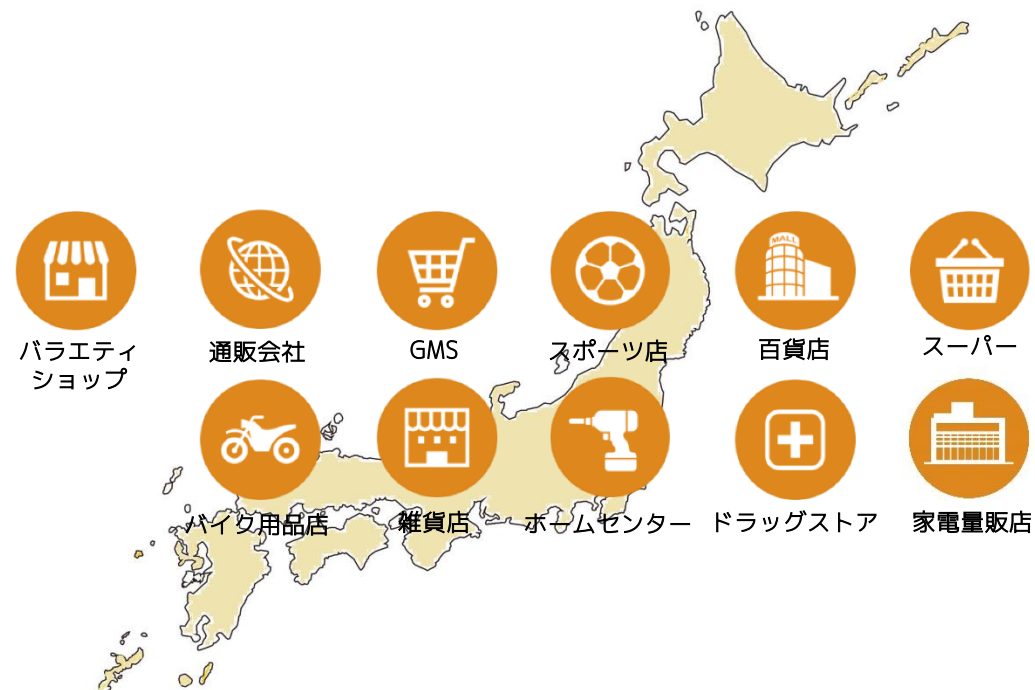 MALL
バラエティ
ショップ
通販会社
GMS
スポーツ店
百貨店
スーパー
バイク用品店
雑貨店
ホームセンター
ドラッグストア
家電量販店